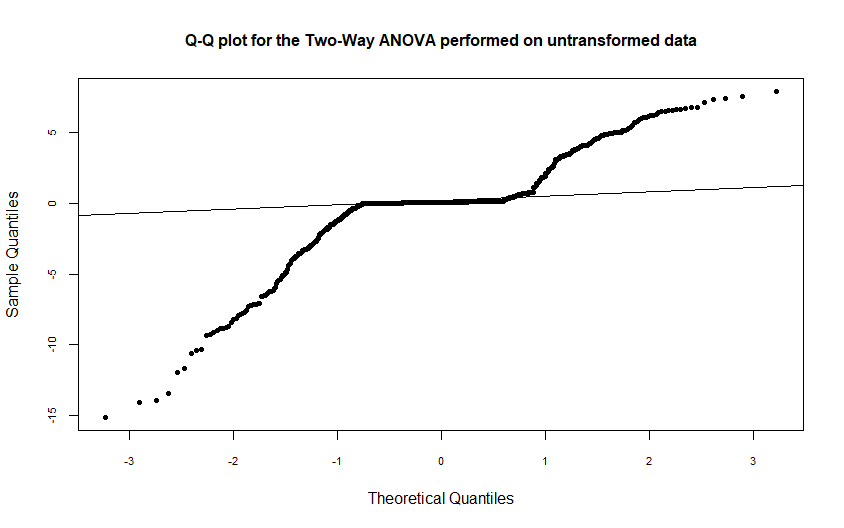 Q-Q plot for the Two-Way ANOVA performed on untransformed data
Sample Quantiles
5
0
-5
-10
-15
-3 -2 -1 0 1 2 3
Theoretical Quantiles